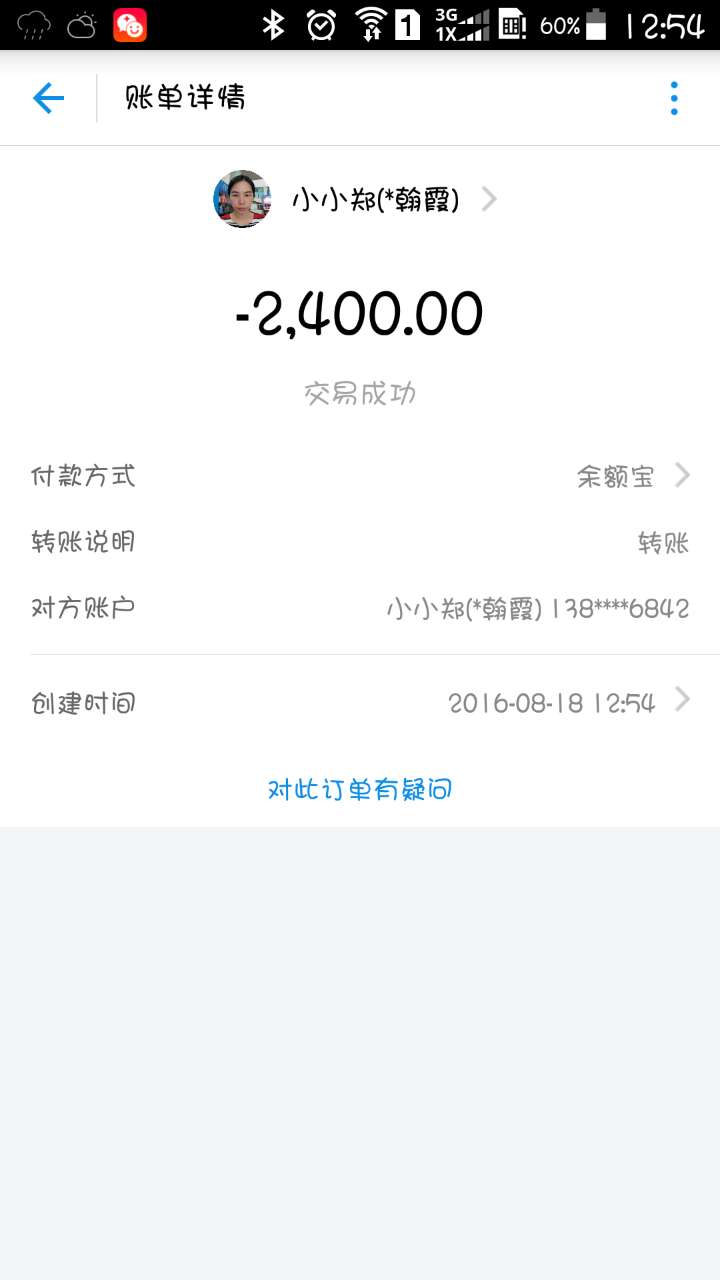 1 3G 1X 60% 12:54
账单详情
小小郑(*翰霞)
-2,400.00
交易成功
付款方式 余额宝
转账说明 转账
对方账户 小小郑(*翰霞) 138****6842
创建时间 2016-08-18 12:54
对此订单有疑问